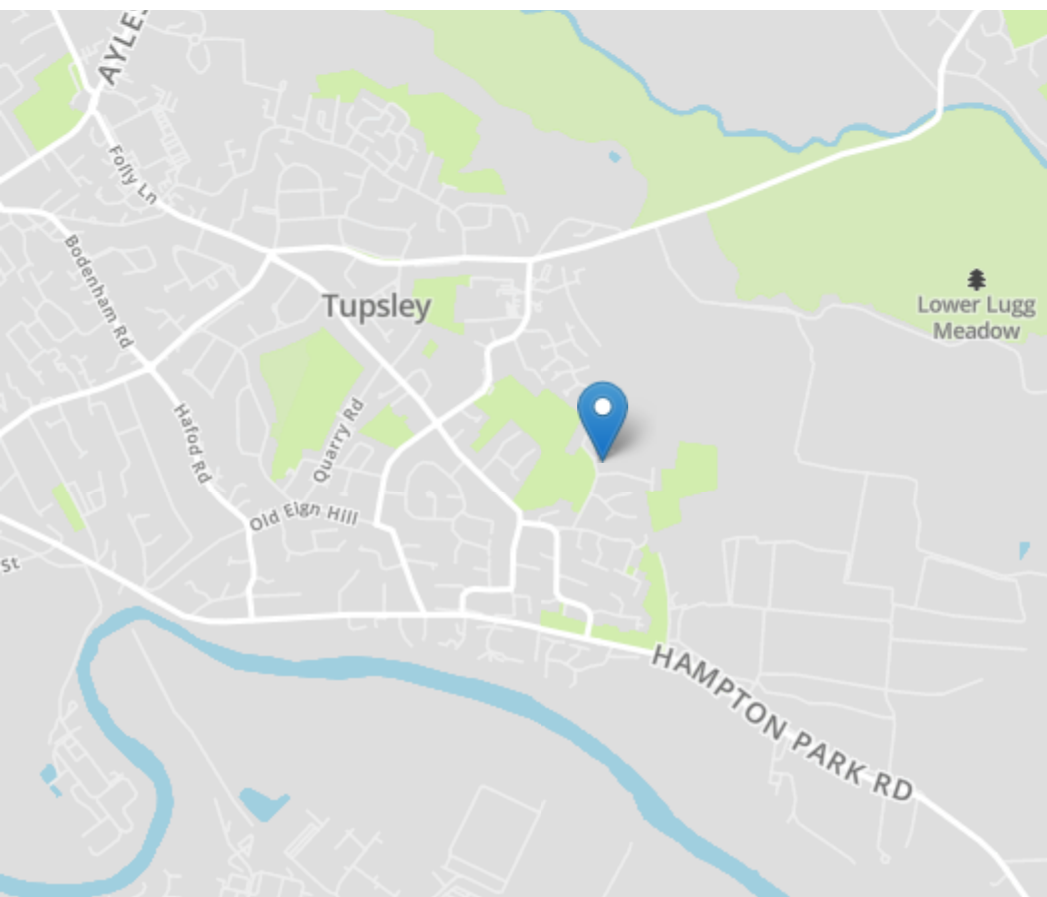 AYLES
Folly Ln
Bodenham Rd
Tupsley
Lower Lugg
Meadow
Hafod Rd
Quarry Rd
Old Eign Hill
St
HAMPTON PARK RD